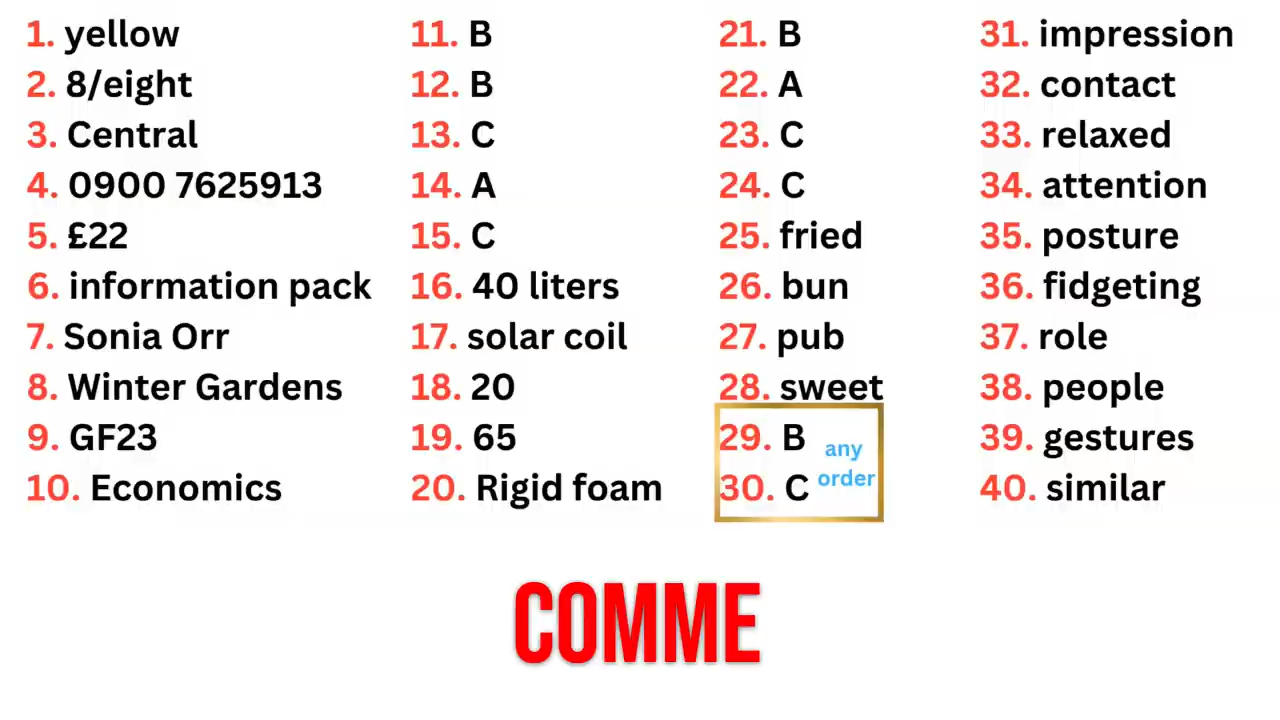 1. yellow
2. 8/eight
3. Central
4. 0900 7625913
5. £22
6. information pack
7. Sonia Orr
8. Winter Gardens
9. GF23
10. Economics
11. B
12. B
13. C
14. A
15. C
16. 40 liters
17. solar coil
18. 20
19. 65
20. Rigid foam
21. B
22. A
23. C
24. C
25. fried
26. bun
27. pub
28. sweet
29. B
30. C
any
order
31. impression
32. contact
33. relaxed
34. attention
35. posture
36. fidgeting
37. role
38. people
39. gestures
40. similar
COMME